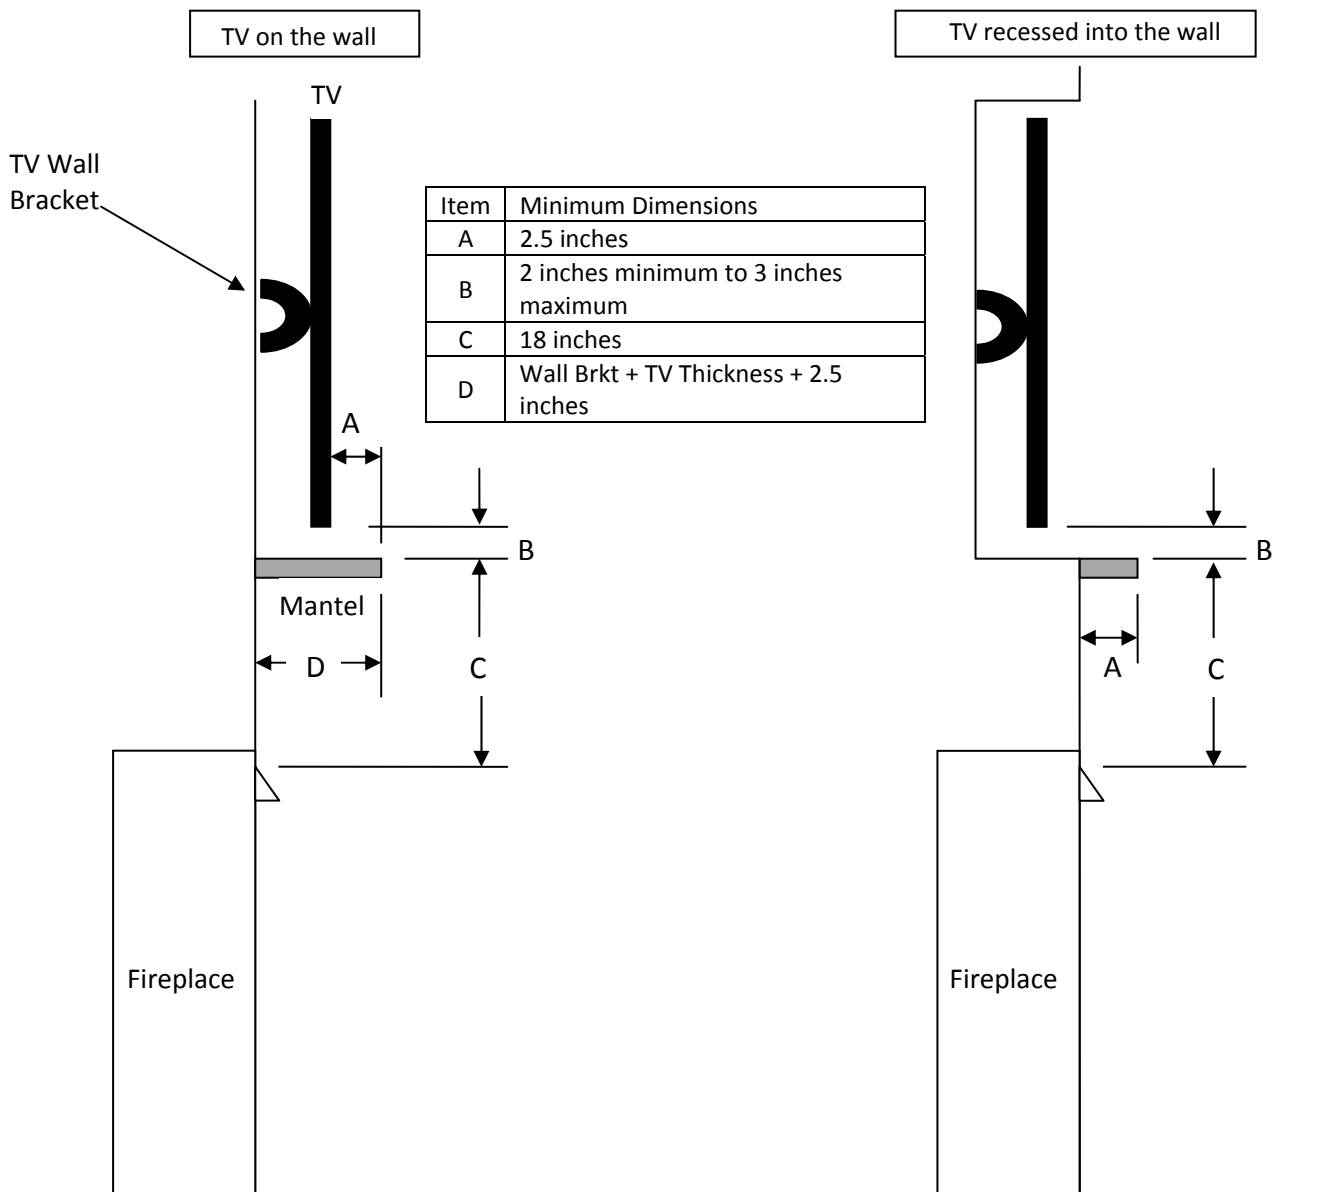 TV on the wall
TV recessed into the wall
TV
TV Wall
Bracket
Item Minimum Dimensions
A 2.5 inches
B 2 inches minimum to 3 inches
maximum
C 18 inches
D Wall Brkt + TV Thickness + 2.5
inches
A
B
Mantel
D
C
Fireplace
B
A
C
Fireplace